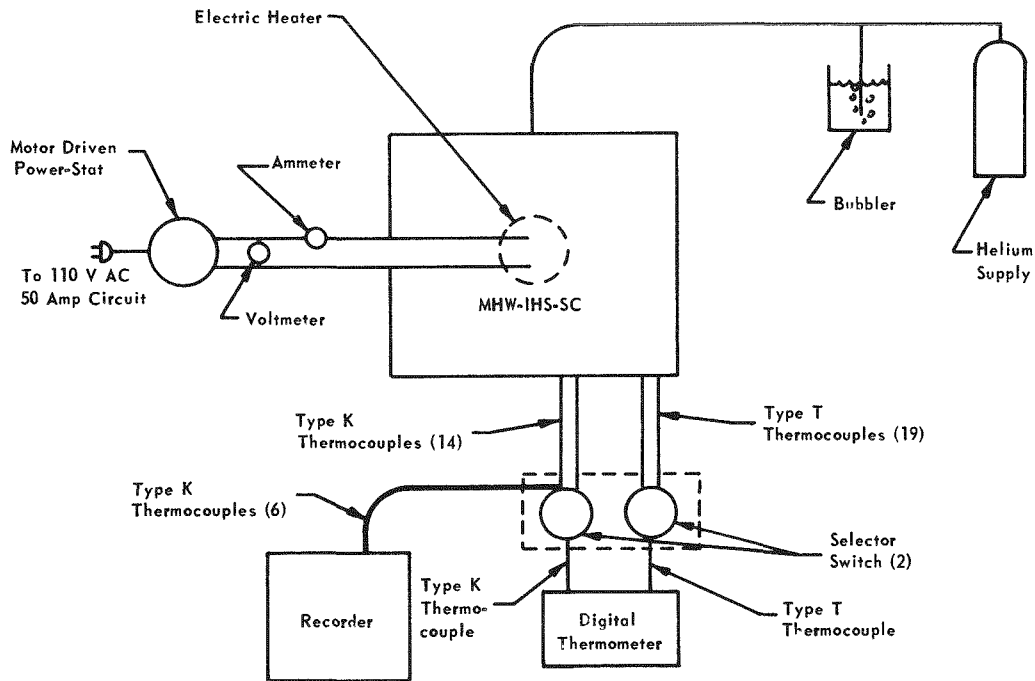 Electric Heater
Motor Driven
Power-Stat
Ammeter
Bubbler
Helium
Supply
To 110 V AC
50 Amp Circuit
Voltmeter
MHW-IHS-SC
Type K
Thermocouples (14)
Type T
Thermocouples (19)
Type K
Thermocouples (6)
Selector
Switch (2)
Type K
Thermo-
couple
Type T
Thermocouple
Recorder
Digital
Thermometer